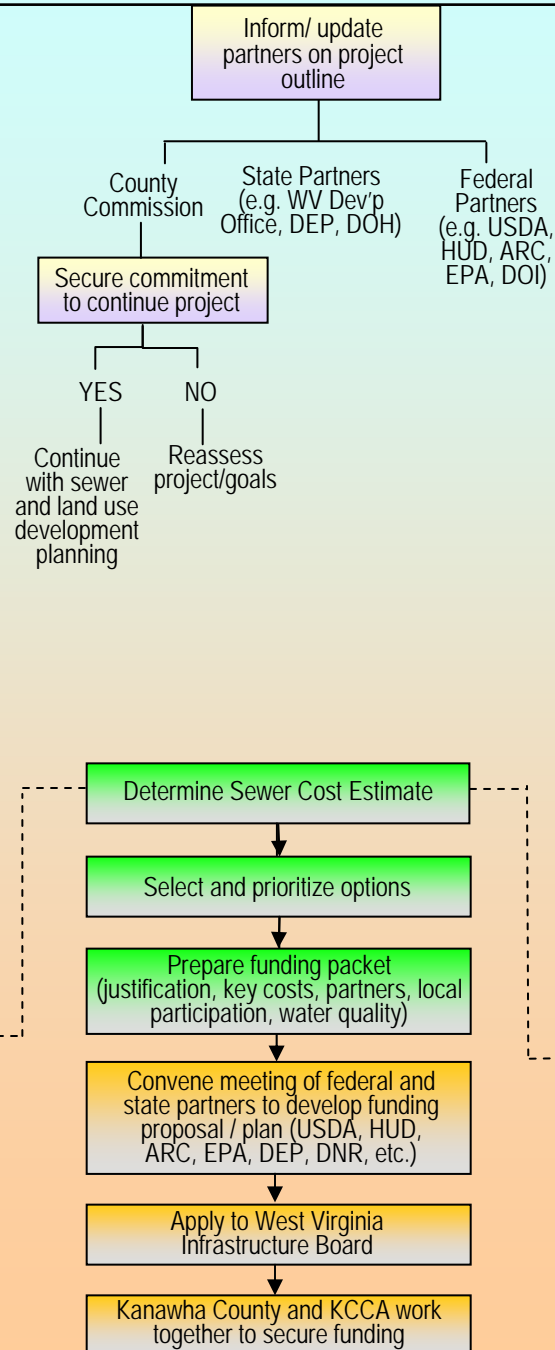 Inform/ update
partners on project
outline
County
Commission
State Partners
(e.g. WV Dev'p
Office, DEP, DOH)
Federal
Partners
(e.g. USDA,
HUD, ARC,
EPA, DOI)
Secure commitment
to continue project
YES
NO
Continue
with sewer
and land use
development
planning
Reassess
project/goals
Determine Sewer Cost Estimate
Select and prioritize options
Prepare funding packet
(justification, key costs, partners, local
participation, water quality)
Convene meeting of federal and
state partners to develop funding
proposal / plan (USDA, HUD,
ARC, EPA, DEP, DNR, etc.)
Apply to West Virginia
Infrastructure Board
Kanawha County and KCCA work
together to secure funding